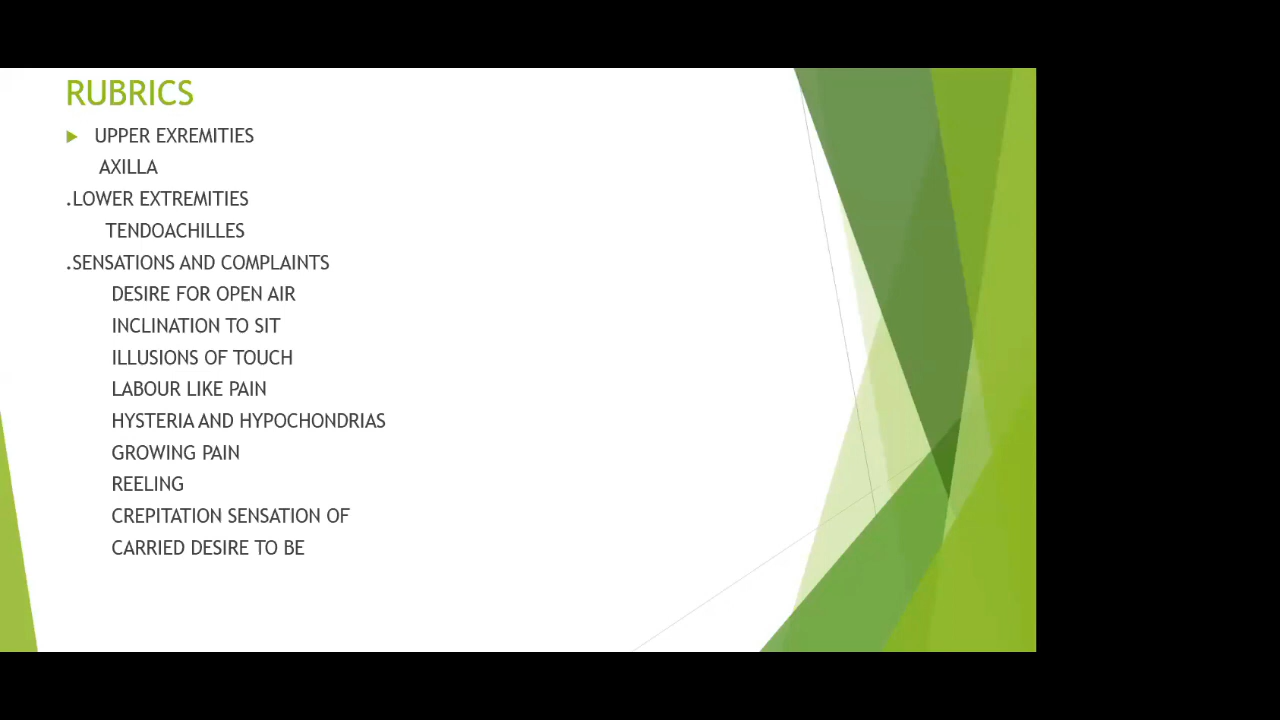 RUBRICS
UPPER EXREMITIES
AXILLA
.LOWER EXTREMITIES
TENDOACHILLES
.SENSATIONS AND COMPLAINTS
DESIRE FOR OPEN AIR
INCLINATION TO SIT
ILLUSIONS OF TOUCH
LABOUR LIKE PAIN
HYSTERIA AND HYPOCHONDRIAS
GROWING PAIN
REELING
CREPITATION SENSATION OF
CARRIED DESIRE TO BE